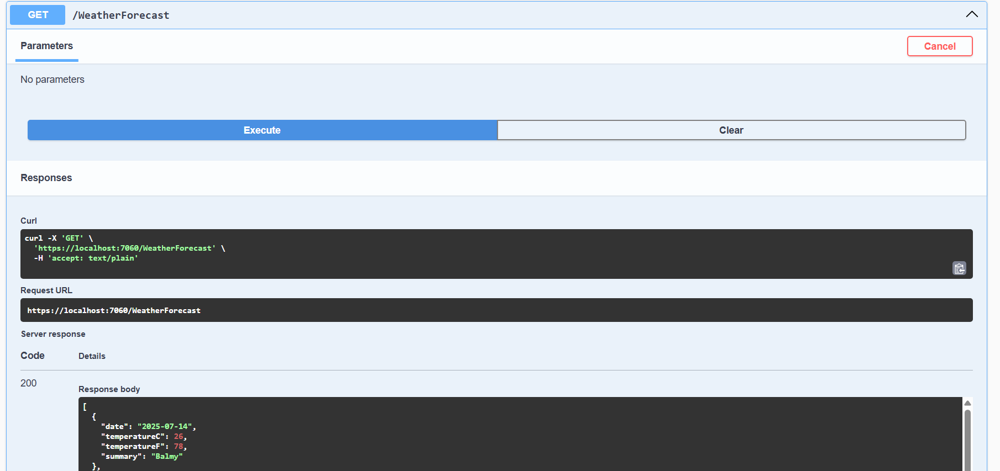 GET /WeatherForecast
Parameters
Cancel
No parameters
Execute
Clear
Responses
Curl
curl -X 'GET' \
  'https://localhost:7060/WeatherForecast' \
  -H 'accept: text/plain'
Request URL
https://localhost:7060/WeatherForecast
Server response
Code Details
200
Response body
[
  {
    "date": "2025-07-14",
    "temperatureC": 26,
    "temperatureF": 78,
    "summary": "Balmy"
  },